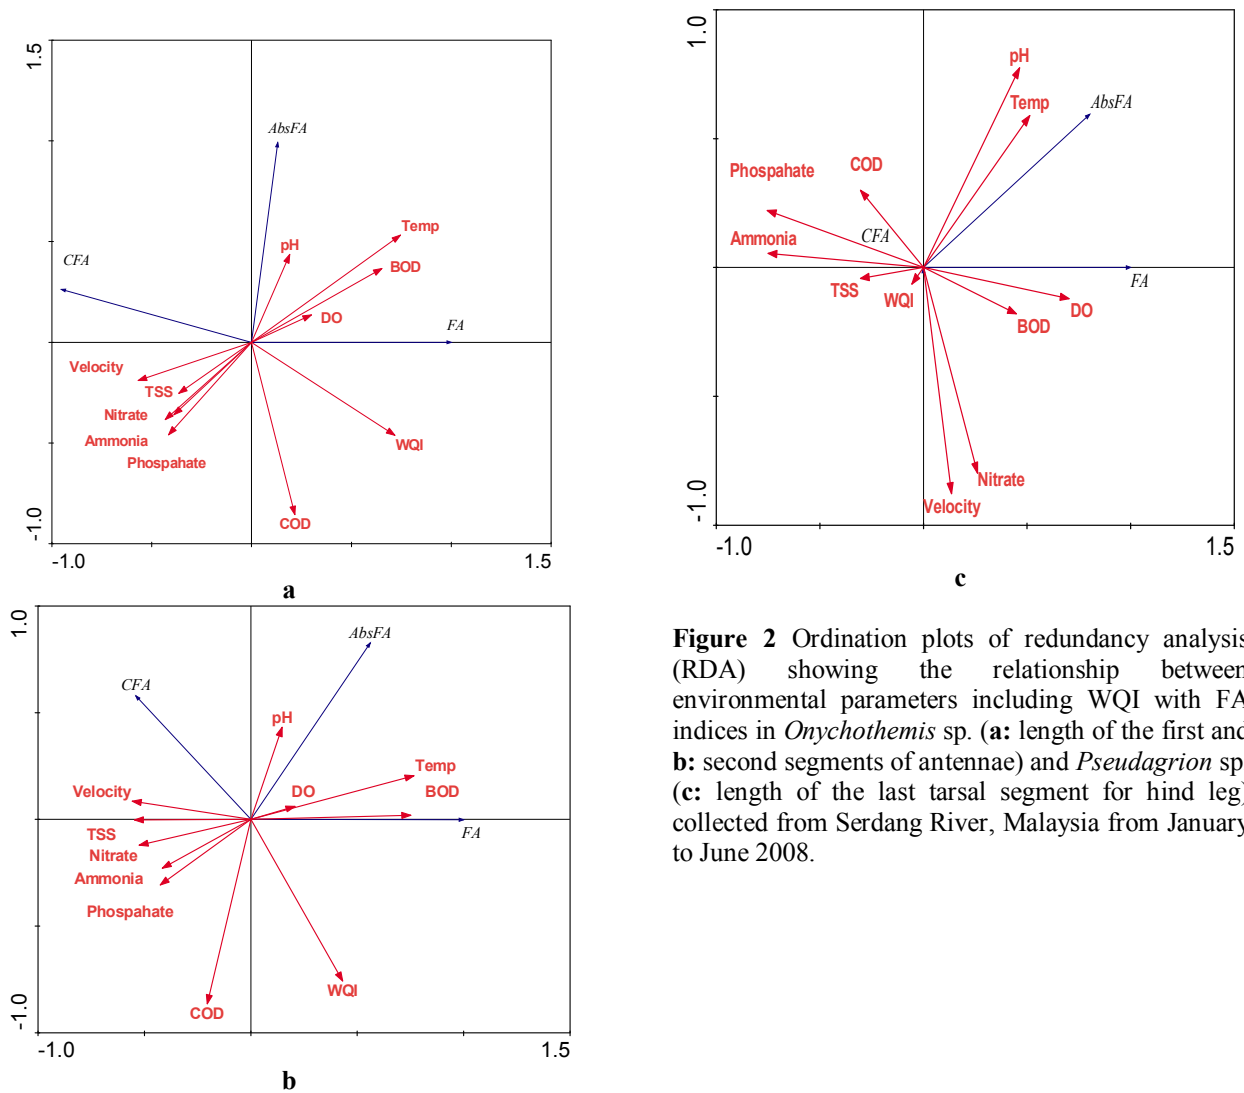 1.5
AbsFA
Temp
pH
CFA
BOD
DO
FA
Velocity
TSS
Nitrate
Ammonia
Phospahate
WQI
COD
-1.0
-1.0
1.5
a
1.0
AbsFA
CFA
pH
Temp
Velocity
DO
BOD
TSS
FA
Nitrate
Ammonia
Phospahate
WQI
COD
-1.0
-1.0
1.5
b
1.0
pH
Temp
AbsFA
COD
Phospahate
CFA
Ammonia
FA
TSS
WQI
DO
BOD
Nitrate
Velocity
-1.0
-1.0
1.5
c
Figure 2 Ordination plots of redundancy analysis
(RDA) showing the relationship between
environmental parameters including WQI with FA
indices in Onychothemis sp. (a: length of the first and
b: second segments of antennae) and Pseudagrion sp
(c: length of the last tarsal segment for hind leg)
collected from Serdang River, Malaysia from January
to June 2008.